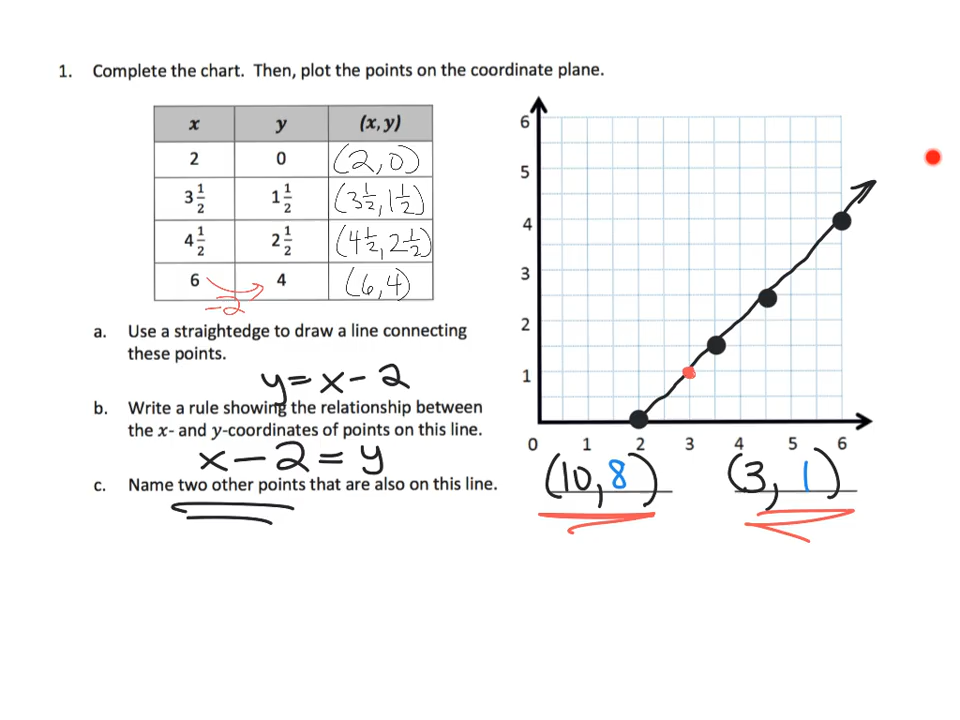 1. Complete the chart. Then, plot the points on the coordinate plane.
x y (x, y)
2 0 (2, 0)
3 1/2 1 1/2 (3 1/2, 1 1/2)
4 1/2 2 1/2 (4 1/2, 2 1/2)
6 4 (6, 4)
-2
a. Use a straightedge to draw a line connecting
these points.
y = x - 2
b. Write a rule showing the relationship between
the x- and y-coordinates of points on this line.
x - 2 = y
c. Name two other points that are also on this line.
6
5
4
3
2
1
0 1 2 3 4 5 6
(10, 8) (3, 1)